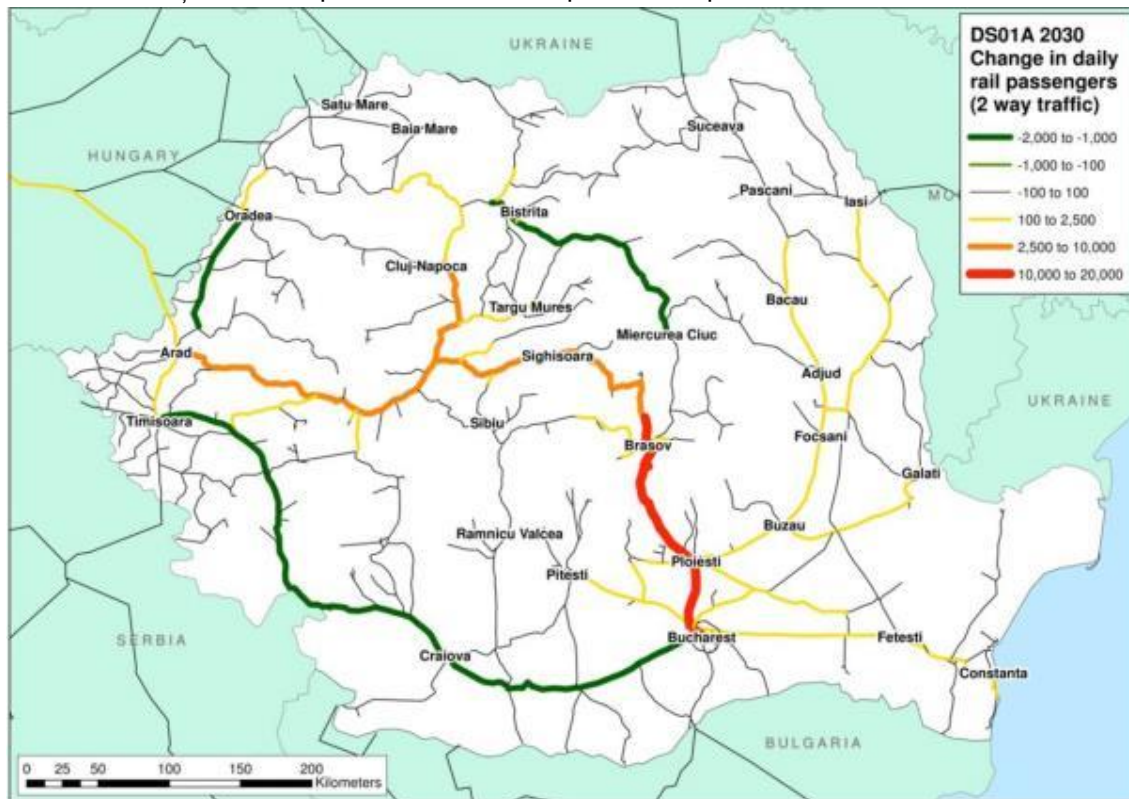 UKRAINE
DS01A 2030
Change in daily
rail passengers
(2 way traffic)
-2,000 to -1,000
-1,000 to -100
-100 to 100
100 to 2,500
2,500 to 10,000
10,000 to 20,000
Satu Mare
Baia Mare
Suceava
HUNGARY
Pascani
Iasi
MO
Oradea
Bistrita
Cluj-Napoca
Targu Mures
Bacau
Miercurea Ciuc
Arad
Sighisoara
Adjud
UKRAINE
Timisoara
Sibiu
Brasov
Focsani
Galati
Ramnicu Valcea
Buzau
Pitesti
Ploiesti
SERBIA
Craiova
Bucharest
Fetesti
Constanta
BULGARIA
0 25 50 100 150 200
Kilometers